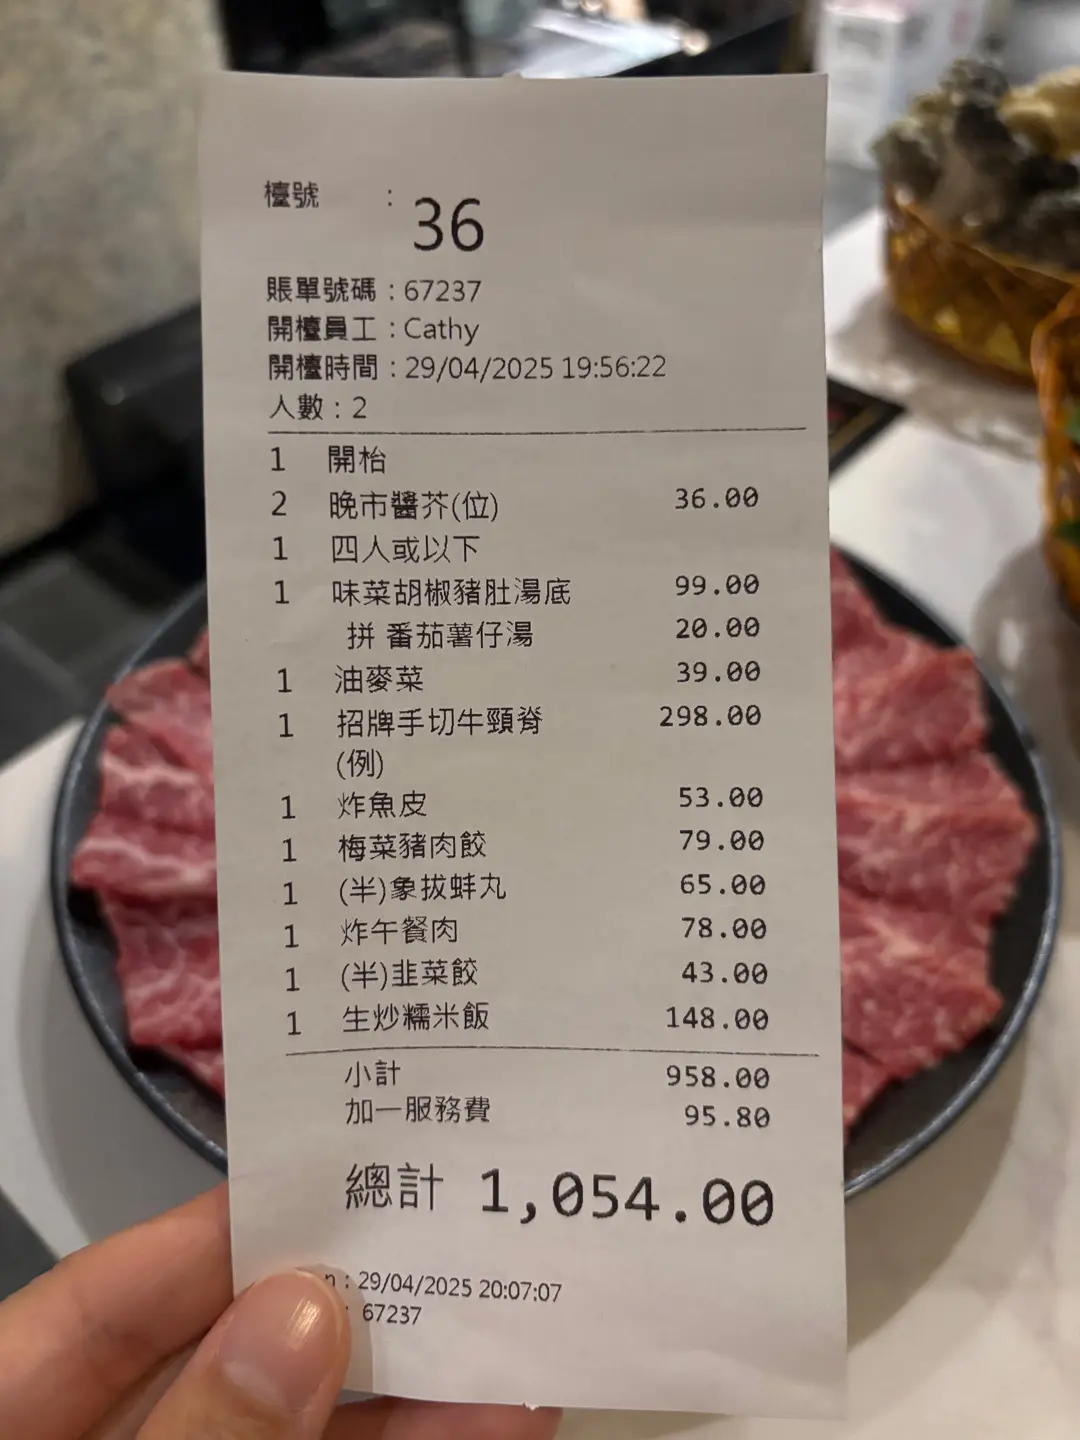 檯號 : 36
賬單號碼 : 67237
開檯員工 : Cathy
開檯時間 : 29/04/2025 19:56:22
人數 : 2
1 開枱
2 晚市醬芥(位) 36.00
1 四人或以下
1 味菜胡椒豬肚湯底 99.00
拼 番茄薯仔湯 20.00
1 油麥菜 39.00
1 招牌手切牛頸脊 298.00
(例)
1 炸魚皮 53.00
1 梅菜豬肉餃 79.00
1 (半)象拔蚌丸 65.00
1 炸午餐肉 78.00
1 (半)韭菜餃 43.00
1 生炒糯米飯 148.00
小計 958.00
加一服務費 95.80
總計 1,054.00
n : 29/04/2025 20:07:07
: 67237